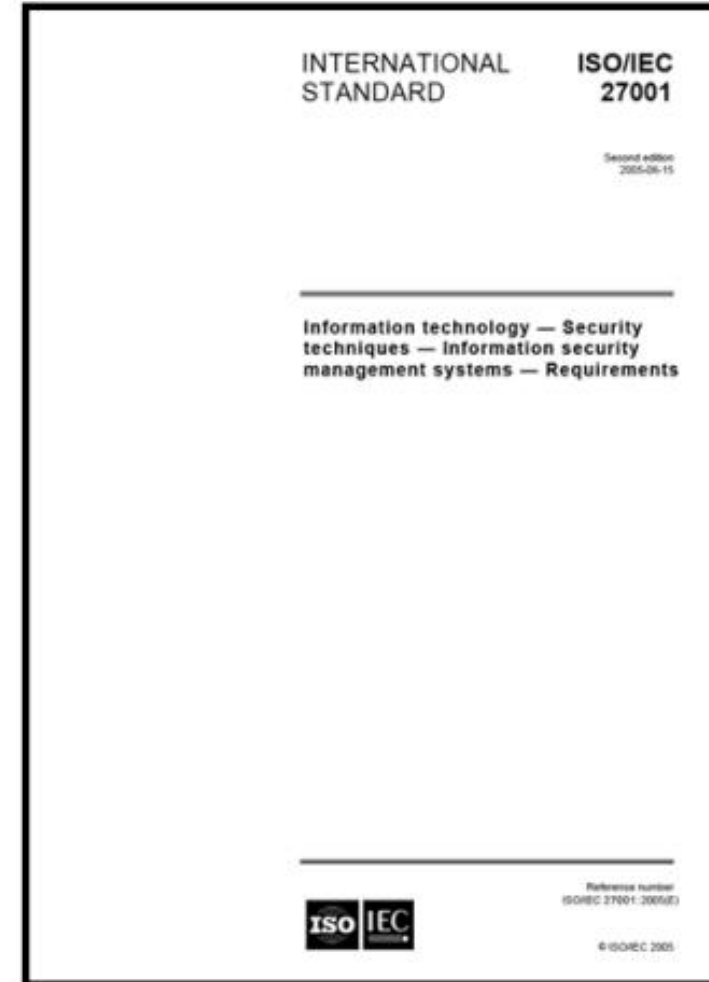 INTERNATIONAL STANDARD
ISO/IEC 27001
Second edition
2005-06-15
Information technology — Security
techniques — Information security
management systems — Requirements
Reference number
ISO/IEC 27001:2005(E)
ISO IEC
© ISO/IEC 2005